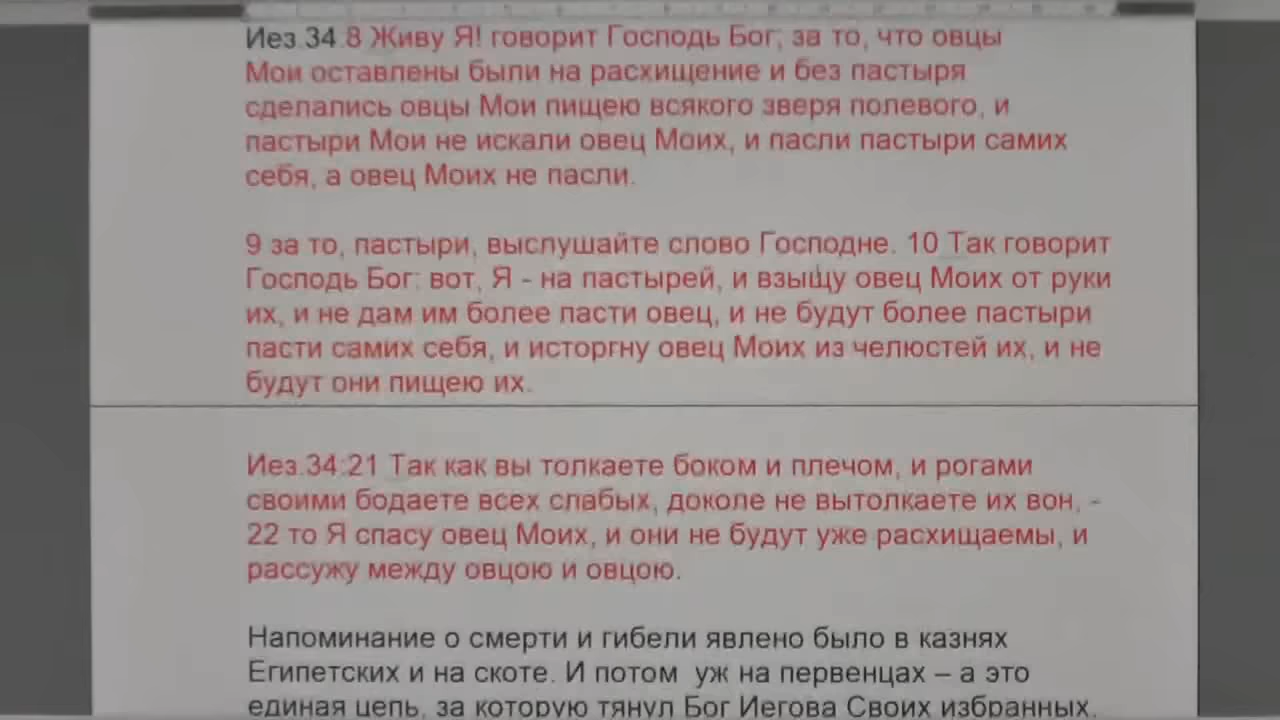 Иез.34.8 Живу Я! говорит Господь Бог; за то, что овцы
Мои оставлены были на расхищение и без пастыря
сделались овцы Мои пищею всякого зверя полевого, и
пастыри Мои не искали овец Моих, и пасли пастыри самих
себя, а овец Моих не пасли.
9 за то, пастыри, выслушайте слово Господне. 10 Так говорит
Господь Бог: вот, Я - на пастырей, и взыщу овец Моих от руки
их, и не дам им более пасти овец, и не будут более пастыри
пасти самих себя, и исторгну овец Моих из челюстей их, и не
будут они пищею их.
Иез.34:21 Так как вы толкаете боком и плечом, и рогами
своими бодаете всех слабых, доколе не вытолкаете их вон, -
22 то Я спасу овец Моих, и они не будут уже расхищаемы, и
рассужу между овцою и овцою.
Напоминание о смерти и гибели явлено было в казнях
Египетских и на скоте. И потом уж на первенцах – а это
единая цепь, за которую тянул Бог Иегова Своих избранных,